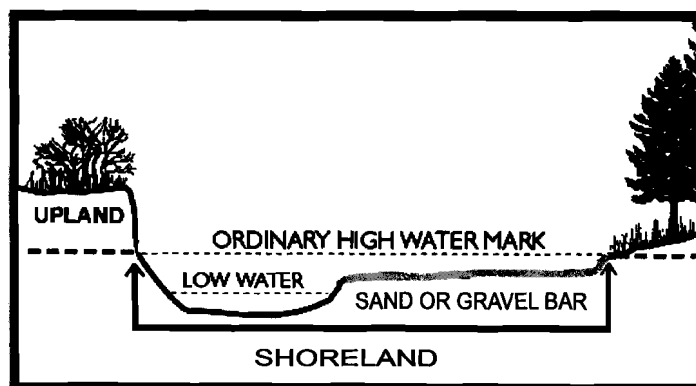 UPLAND
ORDINARY HIGH WATER MARK
LOW WATER
SAND OR GRAVEL BAR
SHORELAND